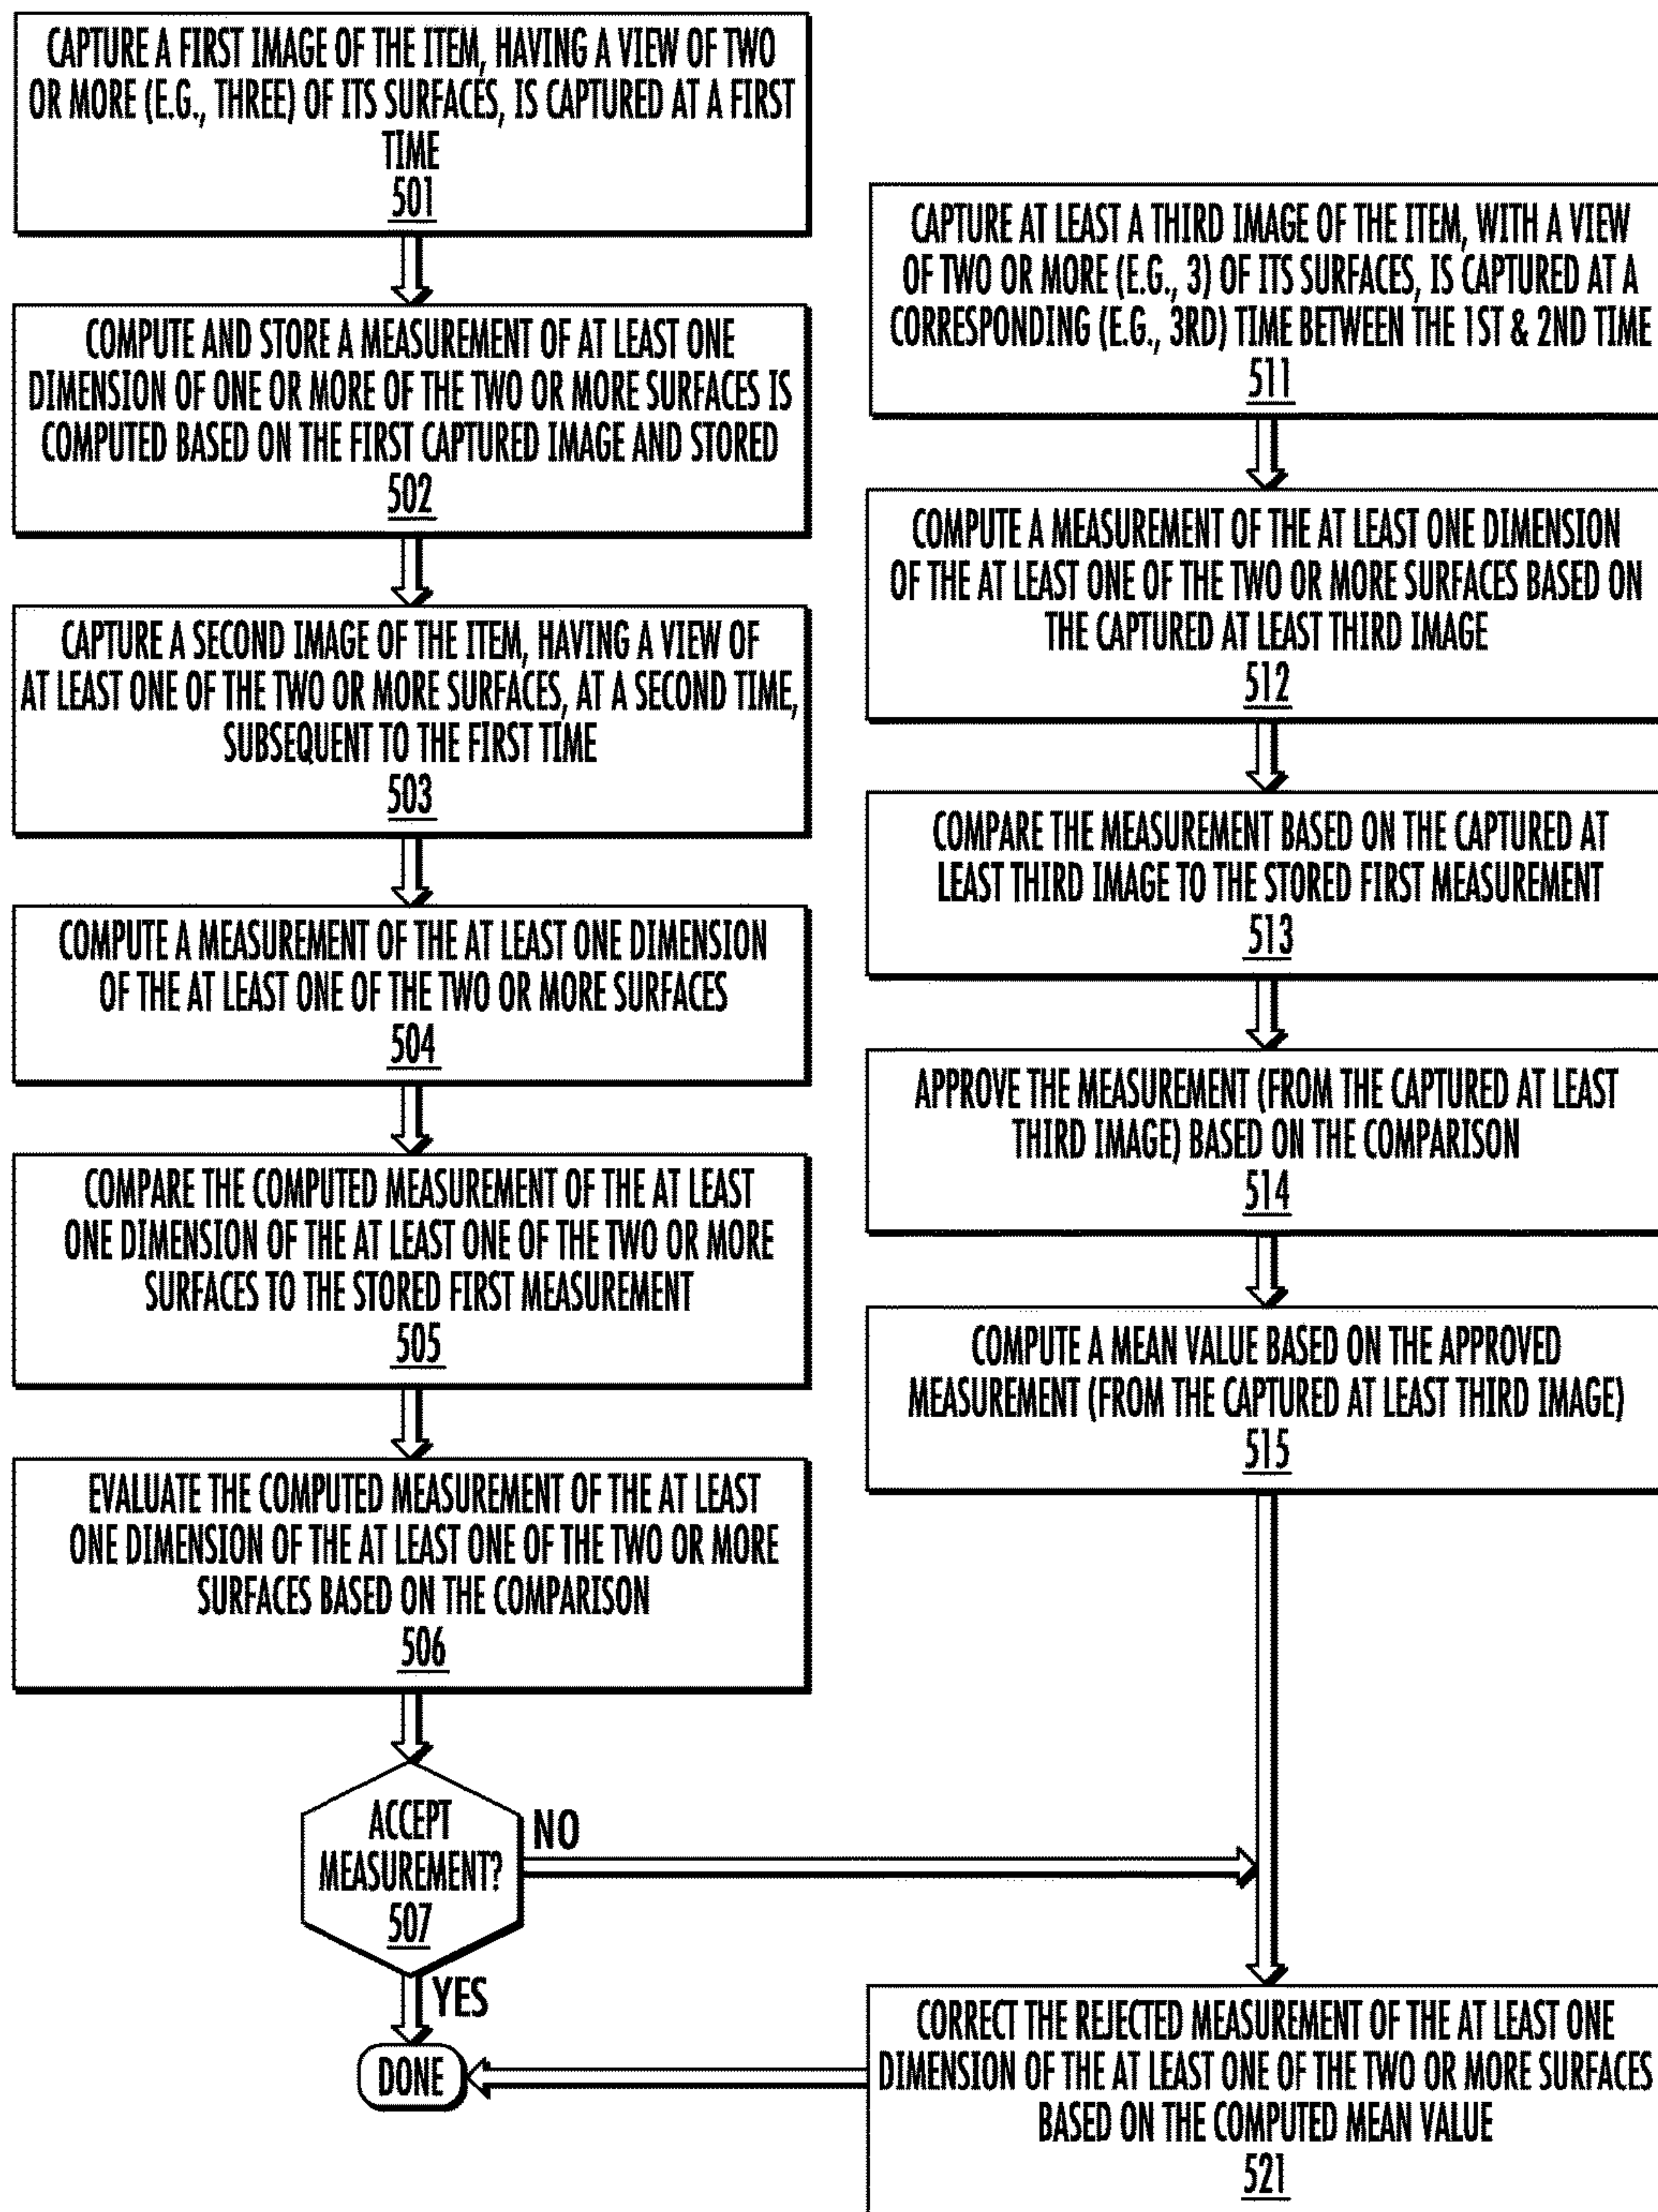 CAPTURE A FIRST IMAGE OF THE ITEM, HAVING A VIEW OF TWO
OR MORE (E.G., THREE) OF ITS SURFACES, IS CAPTURED AT A FIRST
TIME
501
COMPUTE AND STORE A MEASUREMENT OF AT LEAST ONE
DIMENSION OF ONE OR MORE OF THE TWO OR MORE SURFACES IS
COMPUTED BASED ON THE FIRST CAPTURED IMAGE AND STORED
502
CAPTURE A SECOND IMAGE OF THE ITEM, HAVING A VIEW OF
AT LEAST ONE OF THE TWO OR MORE SURFACES, AT A SECOND TIME,
SUBSEQUENT TO THE FIRST TIME
503
COMPUTE A MEASUREMENT OF THE AT LEAST ONE DIMENSION
OF THE AT LEAST ONE OF THE TWO OR MORE SURFACES
504
COMPARE THE COMPUTED MEASUREMENT OF THE AT LEAST
ONE DIMENSION OF THE AT LEAST ONE OF THE TWO OR MORE
SURFACES TO THE STORED FIRST MEASUREMENT
505
EVALUATE THE COMPUTED MEASUREMENT OF THE AT LEAST
ONE DIMENSION OF THE AT LEAST ONE OF THE TWO OR MORE
SURFACES BASED ON THE COMPARISON
506
ACCEPT
MEASUREMENT?
507
NO
YES
DONE
CAPTURE AT LEAST A THIRD IMAGE OF THE ITEM, WITH A VIEW
OF TWO OR MORE (E.G., 3) OF ITS SURFACES, IS CAPTURED AT A
CORRESPONDING (E.G., 3RD) TIME BETWEEN THE 1ST & 2ND TIME
511
COMPUTE A MEASUREMENT OF THE AT LEAST ONE DIMENSION
OF THE AT LEAST ONE OF THE TWO OR MORE SURFACES BASED ON
THE CAPTURED AT LEAST THIRD IMAGE
512
COMPARE THE MEASUREMENT BASED ON THE CAPTURED AT
LEAST THIRD IMAGE TO THE STORED FIRST MEASUREMENT
513
APPROVE THE MEASUREMENT (FROM THE CAPTURED AT LEAST
THIRD IMAGE) BASED ON THE COMPARISON
514
COMPUTE A MEAN VALUE BASED ON THE APPROVED
MEASUREMENT (FROM THE CAPTURED AT LEAST THIRD IMAGE)
515
CORRECT THE REJECTED MEASUREMENT OF THE AT LEAST ONE
DIMENSION OF THE AT LEAST ONE OF THE TWO OR MORE SURFACES
BASED ON THE COMPUTED MEAN VALUE
521